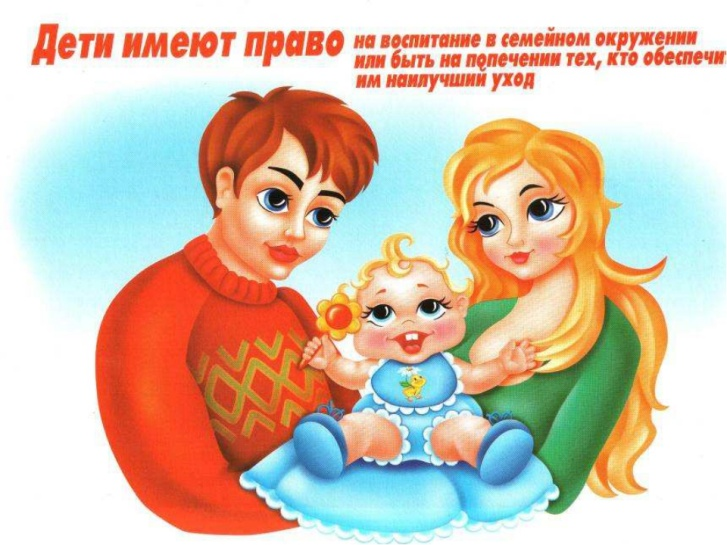 Дети имеют право на воспитание в семейном окружении
или быть на попечении тех, кто обеспечи
им наилучший уход